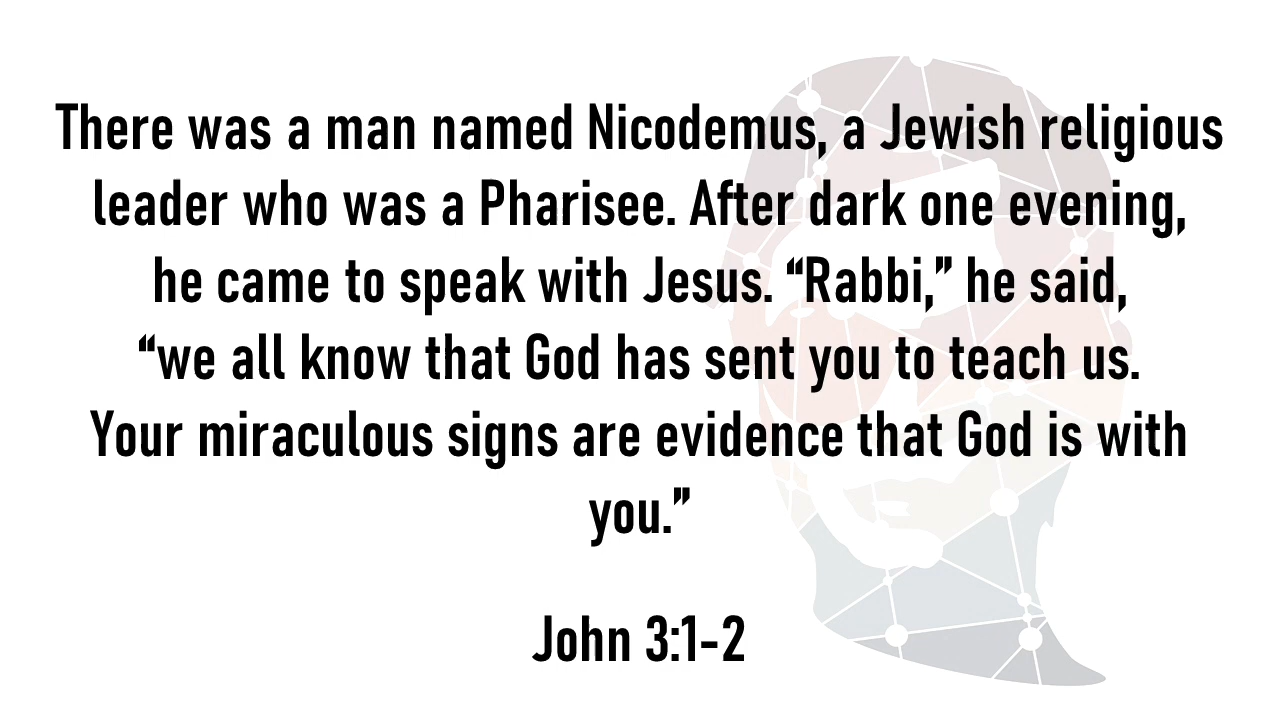 There was a man named Nicodemus, a Jewish religious
leader who was a Pharisee. After dark one evening,
he came to speak with Jesus. “Rabbi,” he said,
“we all know that God has sent you to teach us.
Your miraculous signs are evidence that God is with
you.”
John 3:1-2